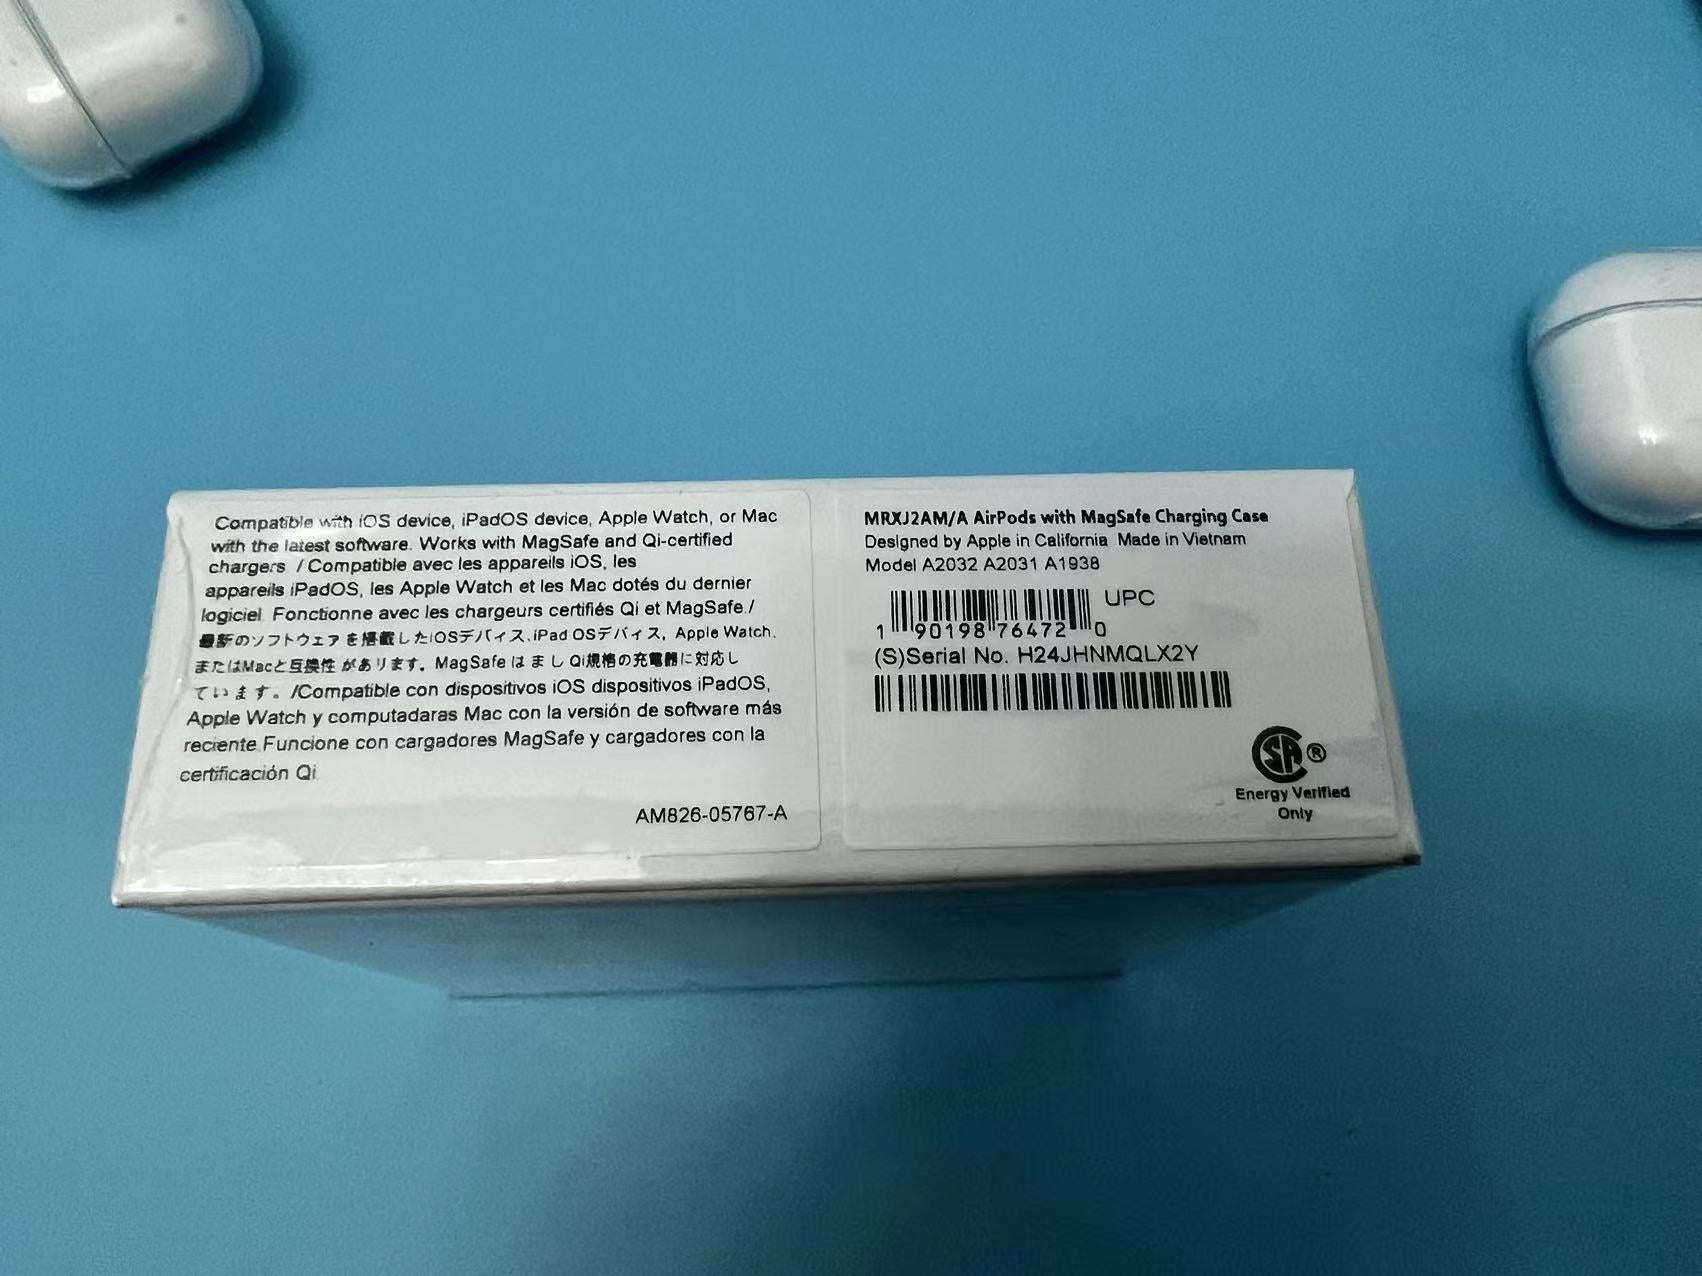 Compatible with iOS device, iPadOS device, Apple Watch, or Mac
with the latest software. Works with MagSafe and Qi-certified
chargers. / Compatible avec les appareils iOS, les
appareils iPadOS, les Apple Watch et les Mac dotés du dernier
logiciel. Fonctionne avec les chargeurs certifiés Qi et MagSafe./
最新のソフトウェアを搭載したiOSデバイス、iPad OSデバイス, Apple Watch、
またはMacと互換性があります。MagSafe はまし Qi規格の充電器に対応し
ています。/Compatible con dispositivos iOS dispositivos iPadOS,
Apple Watch y computadaras Mac con la versión de software más
reciente Funcione con cargadores MagSafe y cargadores con la
certificación Qi
AM826-05767-A
MRXJ2AM/A AirPods with MagSafe Charging Case
Designed by Apple in California Made in Vietnam
Model A2032 A2031 A1938
UPC
1 90198 76472 0
(S)Serial No. H24JHNMQLX2Y
SA®
Energy Verified
Only